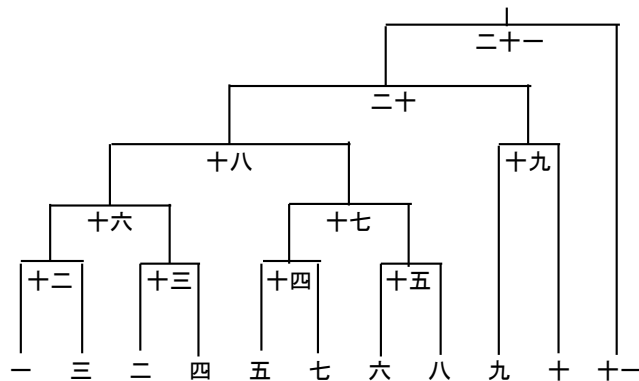 二十一
二十
十八 十九
十六 十七
十二 十三 十四 十五
一 三 二 四 五 七 六 八 九 十 十一